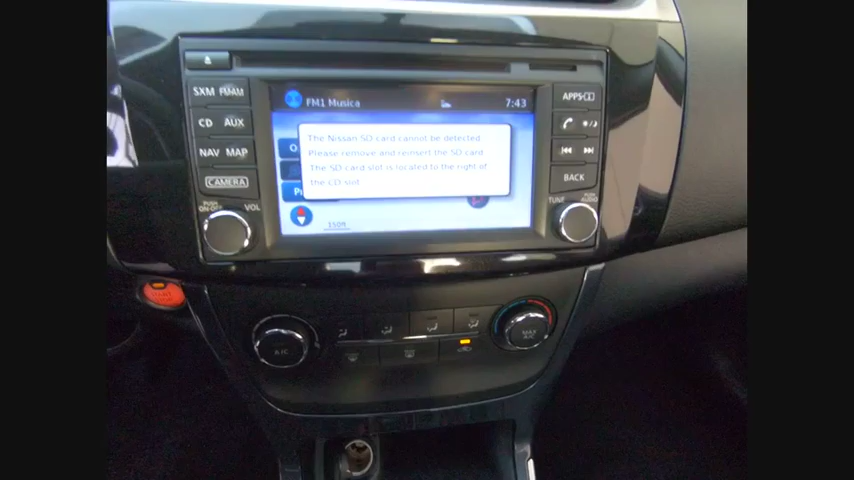 SXM FM·AM
CD AUX
NAV MAP
CAMERA
PUSH
ON·OFF
VOL
FM1 Musica
7:43
The Nissan SD card cannot be detected.
Please remove and reinsert the SD card.
The SD card slot is located to the right of
the CD slot.
150m
APPS·i
BACK
TUNE
PUSH
AUDIO
A/C
MAX
A/C